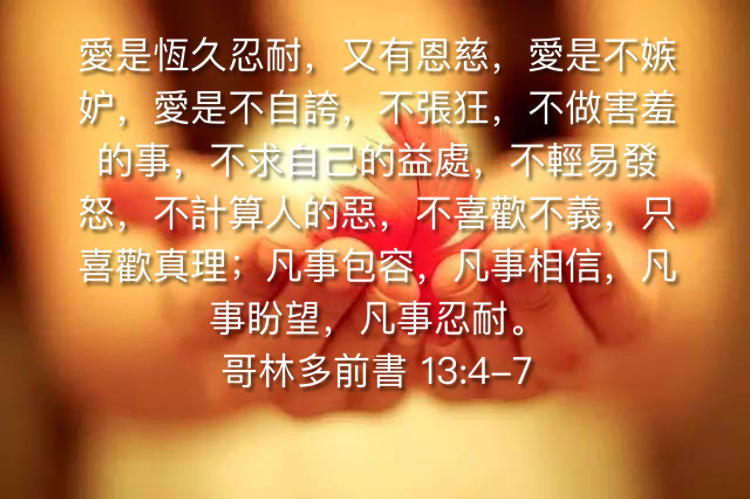 愛是恆久忍耐，又有恩慈，愛是不嫉
妒，愛是不自誇，不張狂，不做害羞
的事，不求自己的益處，不輕易發
怒，不計算人的惡，不喜歡不義，只
喜歡真理；凡事包容，凡事相信，凡
事盼望，凡事忍耐。
哥林多前書 13:4-7